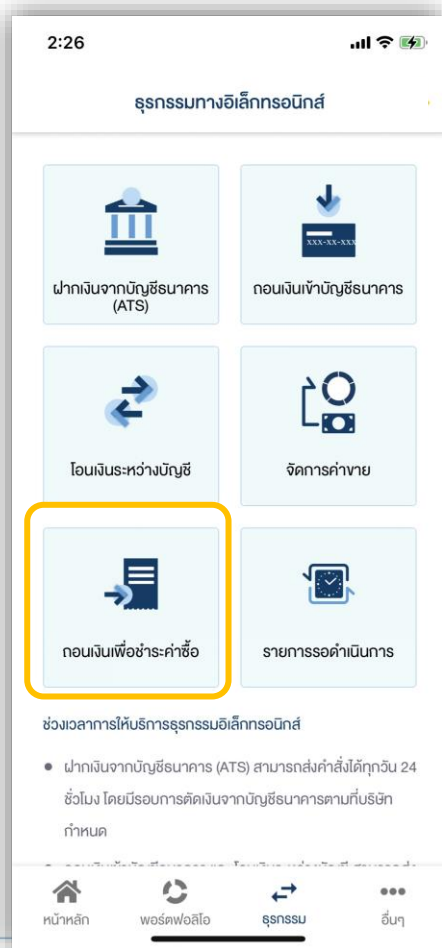 2:26
ธุรกรรมทางอิเล็กทรอนิกส์
ฝากเงินจากบัญชีธนาคาร
(ATS)
xxx-xx-xxx
ถอนเงินเข้าบัญชีธนาคาร
โอนเงินระหว่างบัญชี
จัดการค่าขาย
ถอนเงินเพื่อชำระค่าซื้อ
รายการรอดำเนินการ
ช่วงเวลาการให้บริการธุรกรรมอิเล็กทรอนิกส์
• ฝากเงินจากบัญชีธนาคาร (ATS) สามารถส่งคำสั่งได้ทุกวัน 24
ชั่วโมง โดยมีรอบการตัดเงินจากบัญชีธนาคารตามที่บริษัท
กำหนด
หน้าหลัก
พอร์ตฟอลิโอ
ธุรกรรม
อื่นๆ